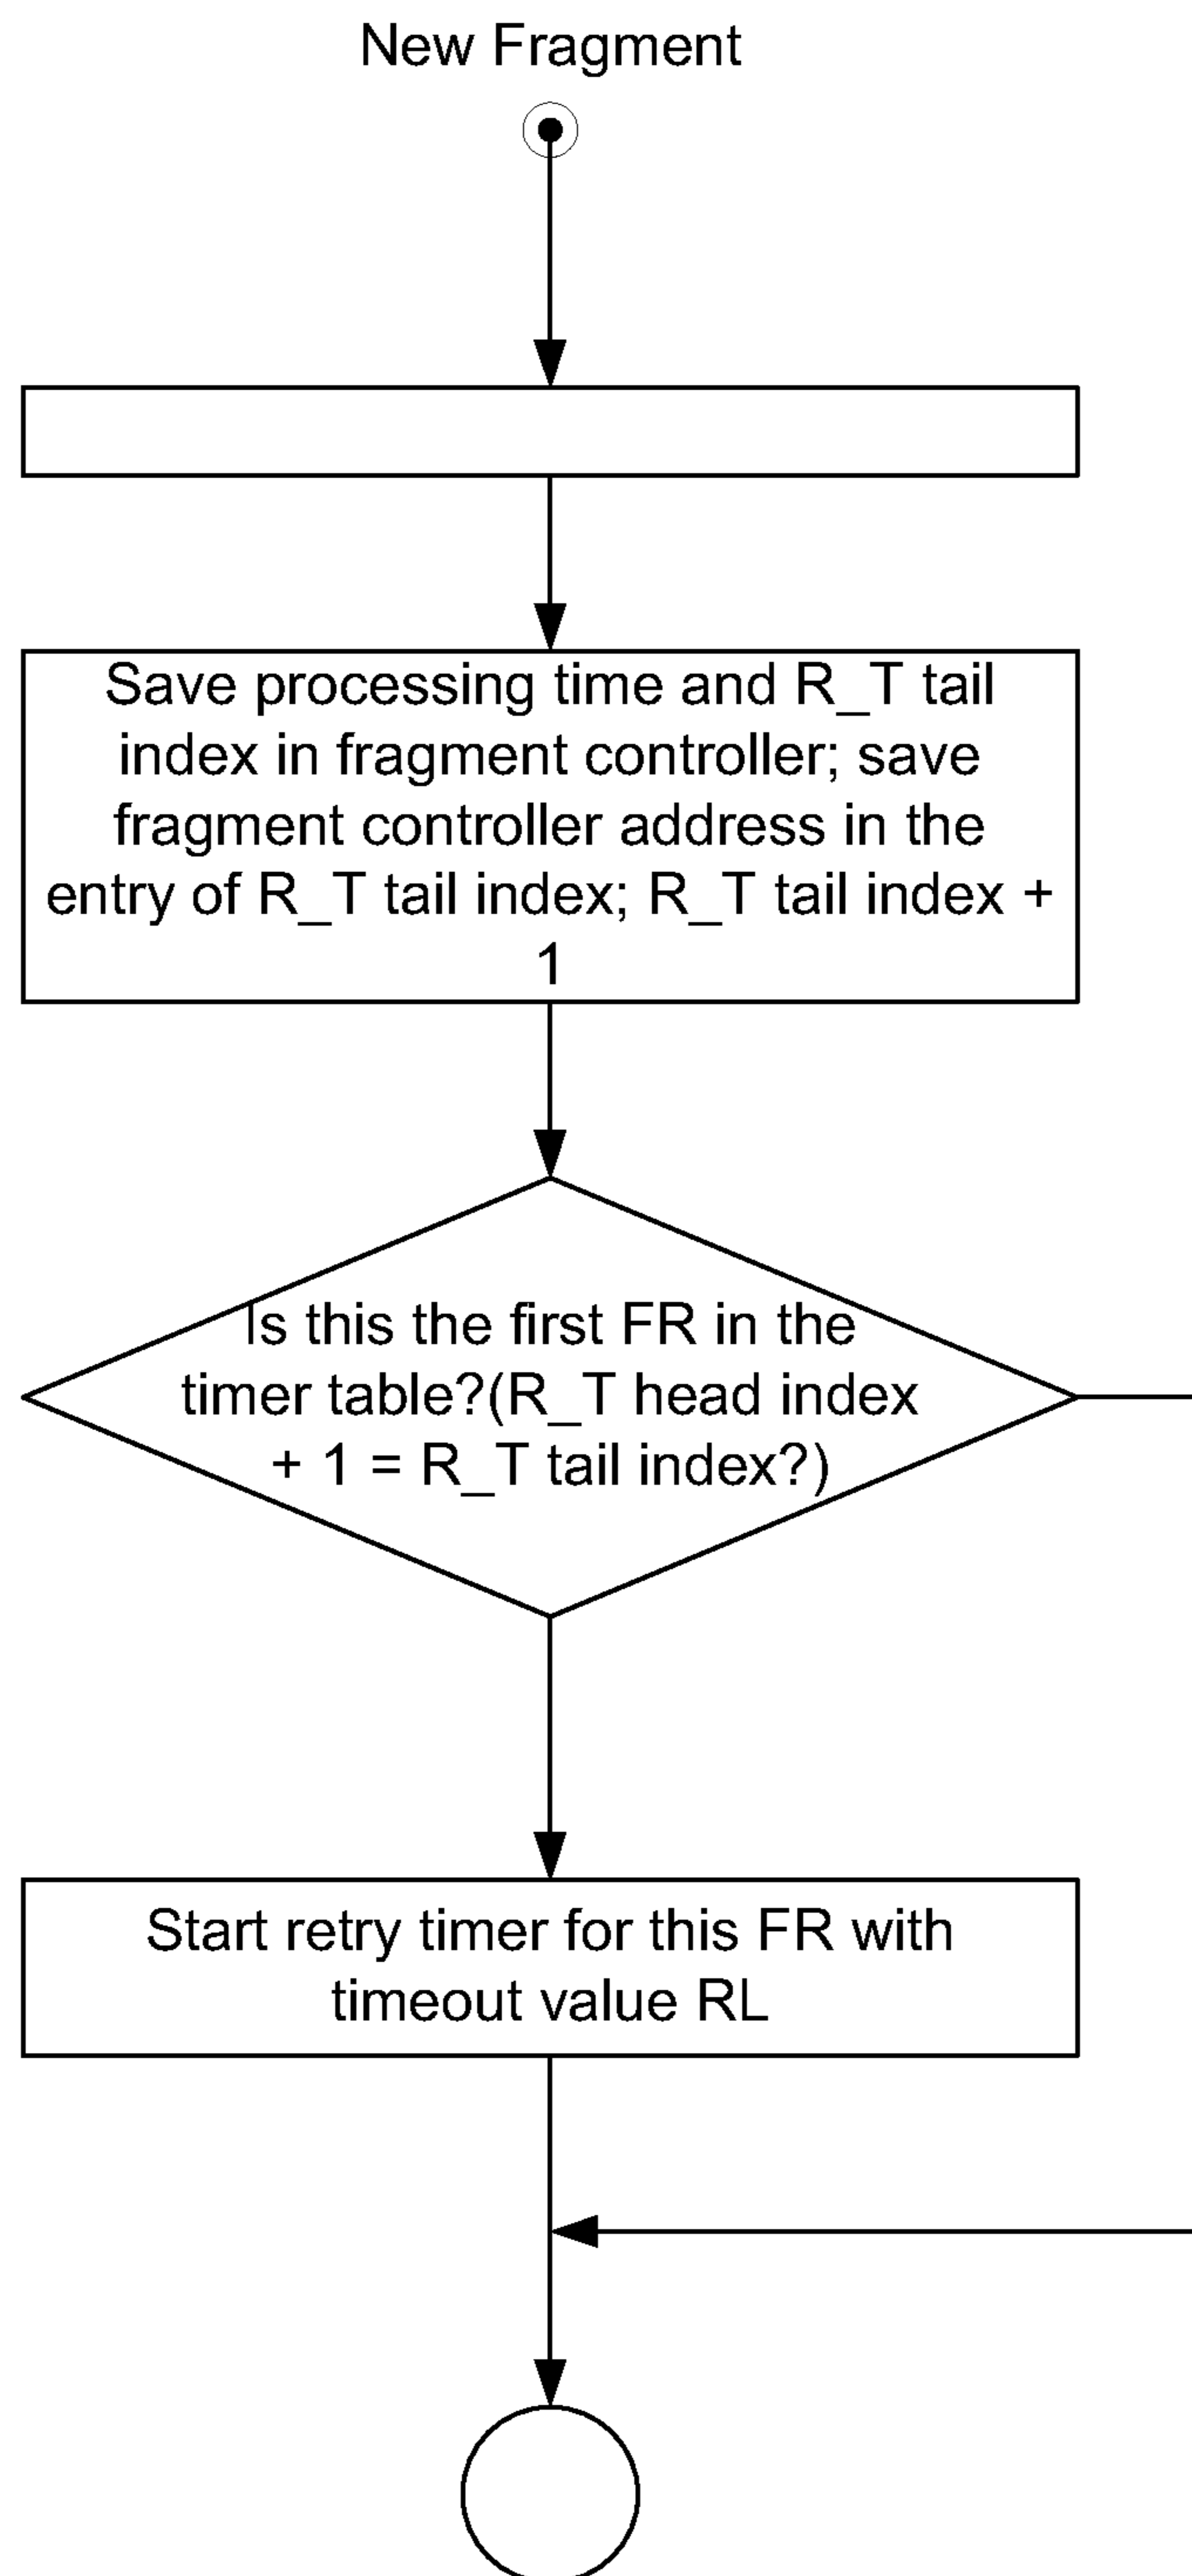 New Fragment
Save processing time and R_T tail
index in fragment controller; save
fragment controller address in the
entry of R_T tail index; R_T tail index +
1
Is this the first FR in the
timer table?(R_T head index
+ 1 = R_T tail index?)
Start retry timer for this FR with
timeout value RL